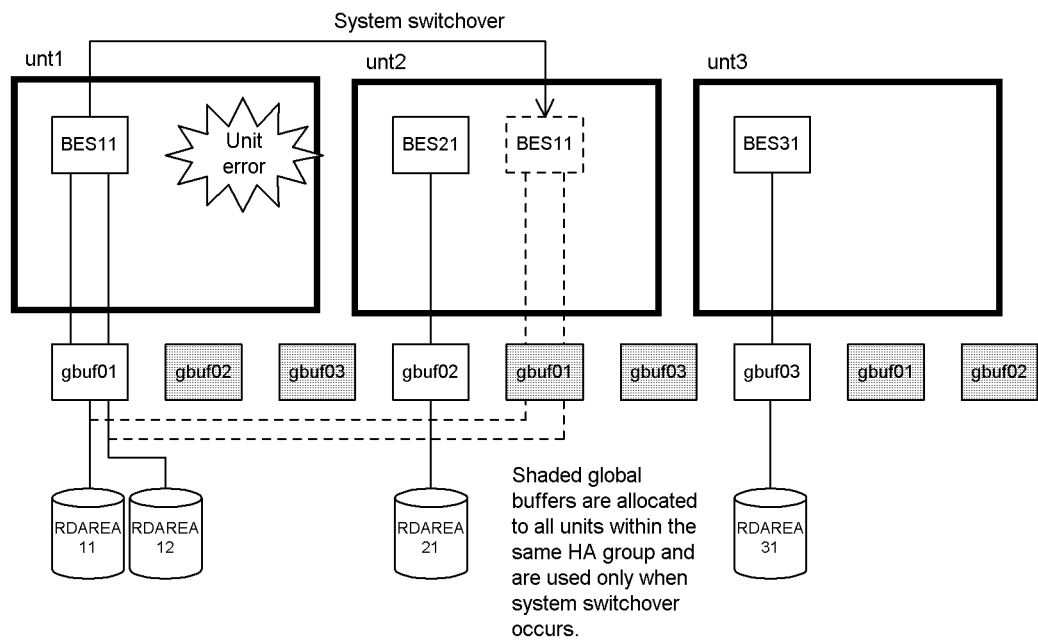 System switchover
unt1
unt2
unt3
BES11
Unit
error
BES21
BES11
BES31
gbuf01
gbuf02
gbuf03
gbuf02
gbuf01
gbuf03
gbuf03
gbuf01
gbuf02
RDAREA
11
RDAREA
12
RDAREA
21
Shaded global
buffers are allocated
to all units within the
same HA group and
are used only when
system switchover
occurs.
RDAREA
31